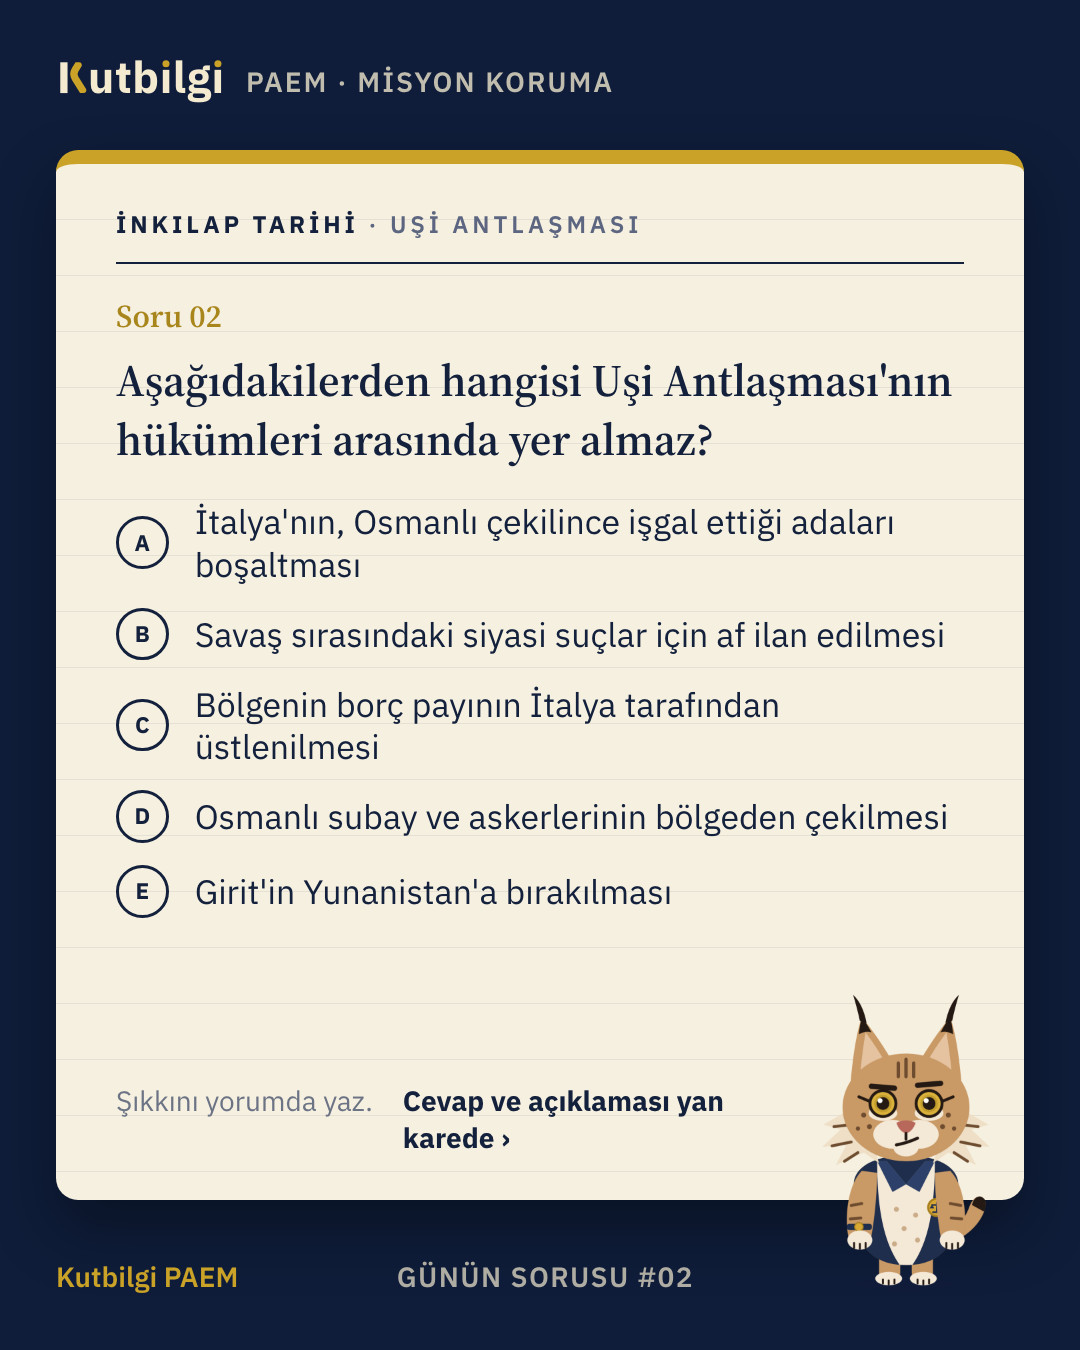 Kutbilgi PAEM · MİSYON KORUMA
İNKILAP TARİHİ · UŞİ ANTLAŞMASI
Soru 02
Aşağıdakilerden hangisi Uşi Antlaşması'nın
hükümleri arasında yer almaz?
A İtalya'nın, Osmanlı çekilince işgal ettiği adaları
boşaltması
B Savaş sırasındaki siyasi suçlar için af ilan edilmesi
C Bölgenin borç payının İtalya tarafından
üstlenilmesi
D Osmanlı subay ve askerlerinin bölgeden çekilmesi
E Girit'in Yunanistan'a bırakılması
Şıkkını yorumda yaz. Cevap ve açıklaması yan
karede ›
Kutbilgi PAEM GÜNÜN SORUSU #02